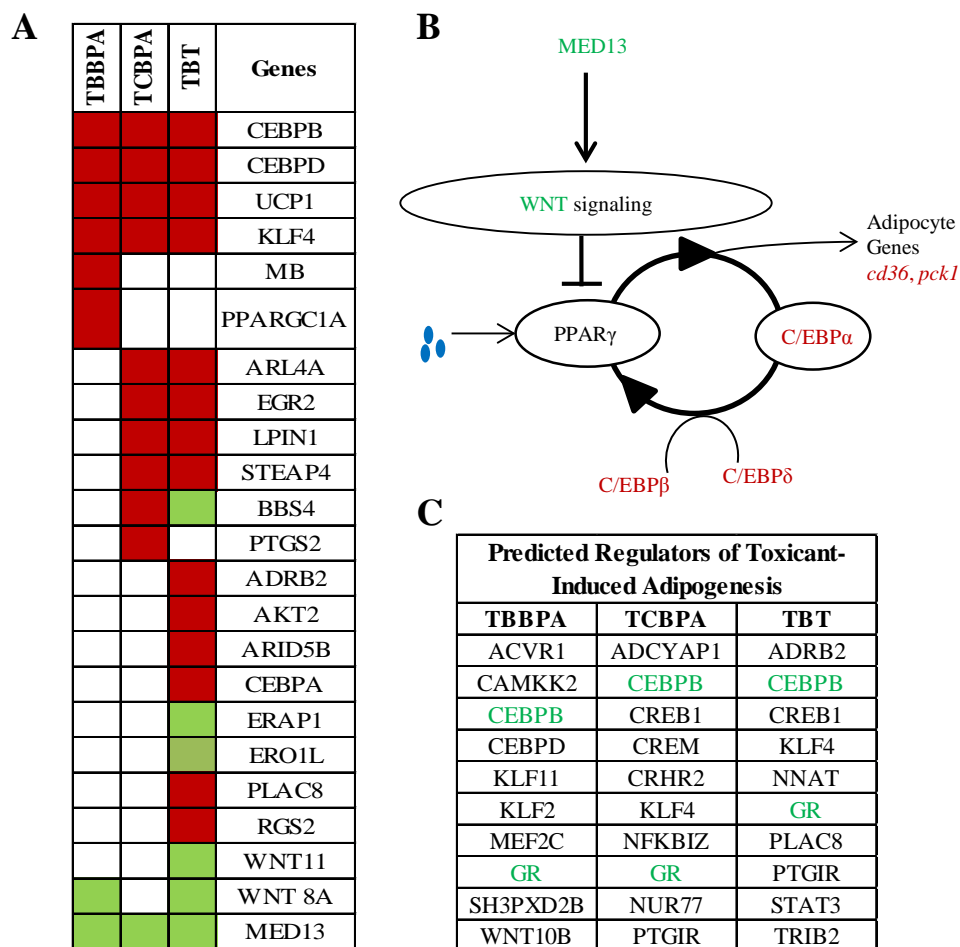 A
TBBPA TCBPA TBT Genes
CEBPB
CEBPD
UCP1
KLF4
MB
PPARGC1A
ARL4A
EGR2
LPIN1
STEAP4
BBS4
PTGS2
ADRB2
AKT2
ARID5B
CEBPA
ERAP1
ERO1L
PLAC8
RGS2
WNT11
WNT 8A
MED13
B
MED13
WNT signaling
Adipocyte
Genes
cd36, pck1
PPARγ
C/EBPα
C/EBPβ
C/EBPδ
C
Predicted Regulators of Toxicant-
Induced Adipogenesis
TBBPA TCBPA TBT
ACVR1 ADCYAP1 ADRB2
CAMKK2 CEBPB CEBPB
CEBPB CREB1 CREB1
CEBPD CREM KLF4
KLF11 CRHR2 NNAT
KLF2 KLF4 GR
MEF2C NFKBIZ PLAC8
GR GR PTGIR
SH3PXD2B NUR77 STAT3
WNT10B PTGIR TRIB2